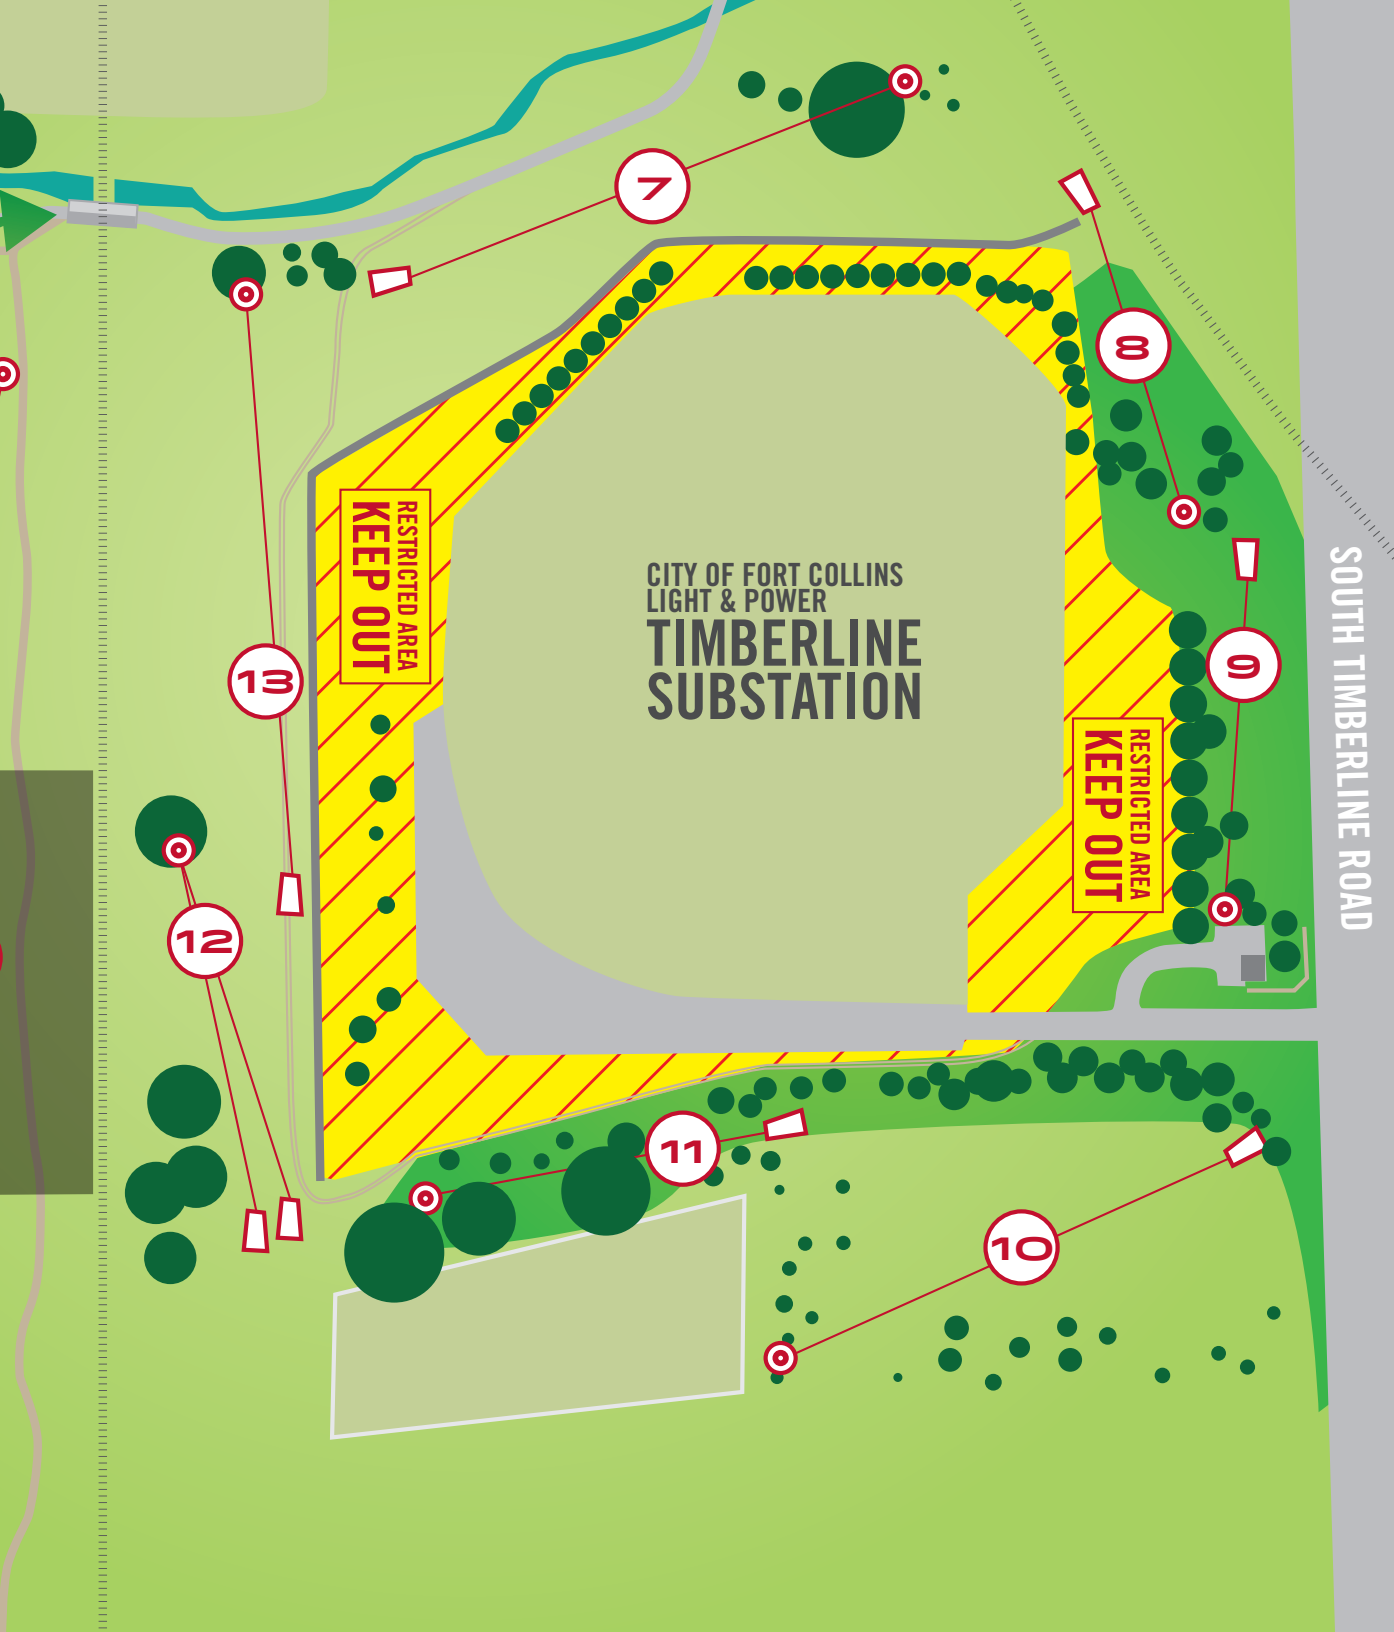 7
8
RESTRICTED AREA
KEEP OUT
CITY OF FORT COLLINS
LIGHT & POWER
TIMBERLINE
SUBSTATION
SOUTH TIMBERLINE ROAD
9
13
RESTRICTED AREA
KEEP OUT
12
11
10